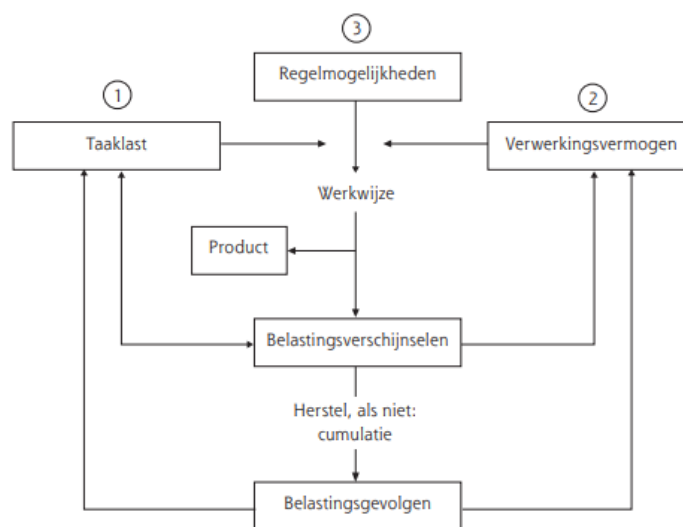 3
Regelmogelijkheden
1
2
Taaklast
Verwerkingsvermogen
Werkwijze
Product
Belastingsverschijnselen
Herstel, als niet:
cumulatie
Belastingsgevolgen